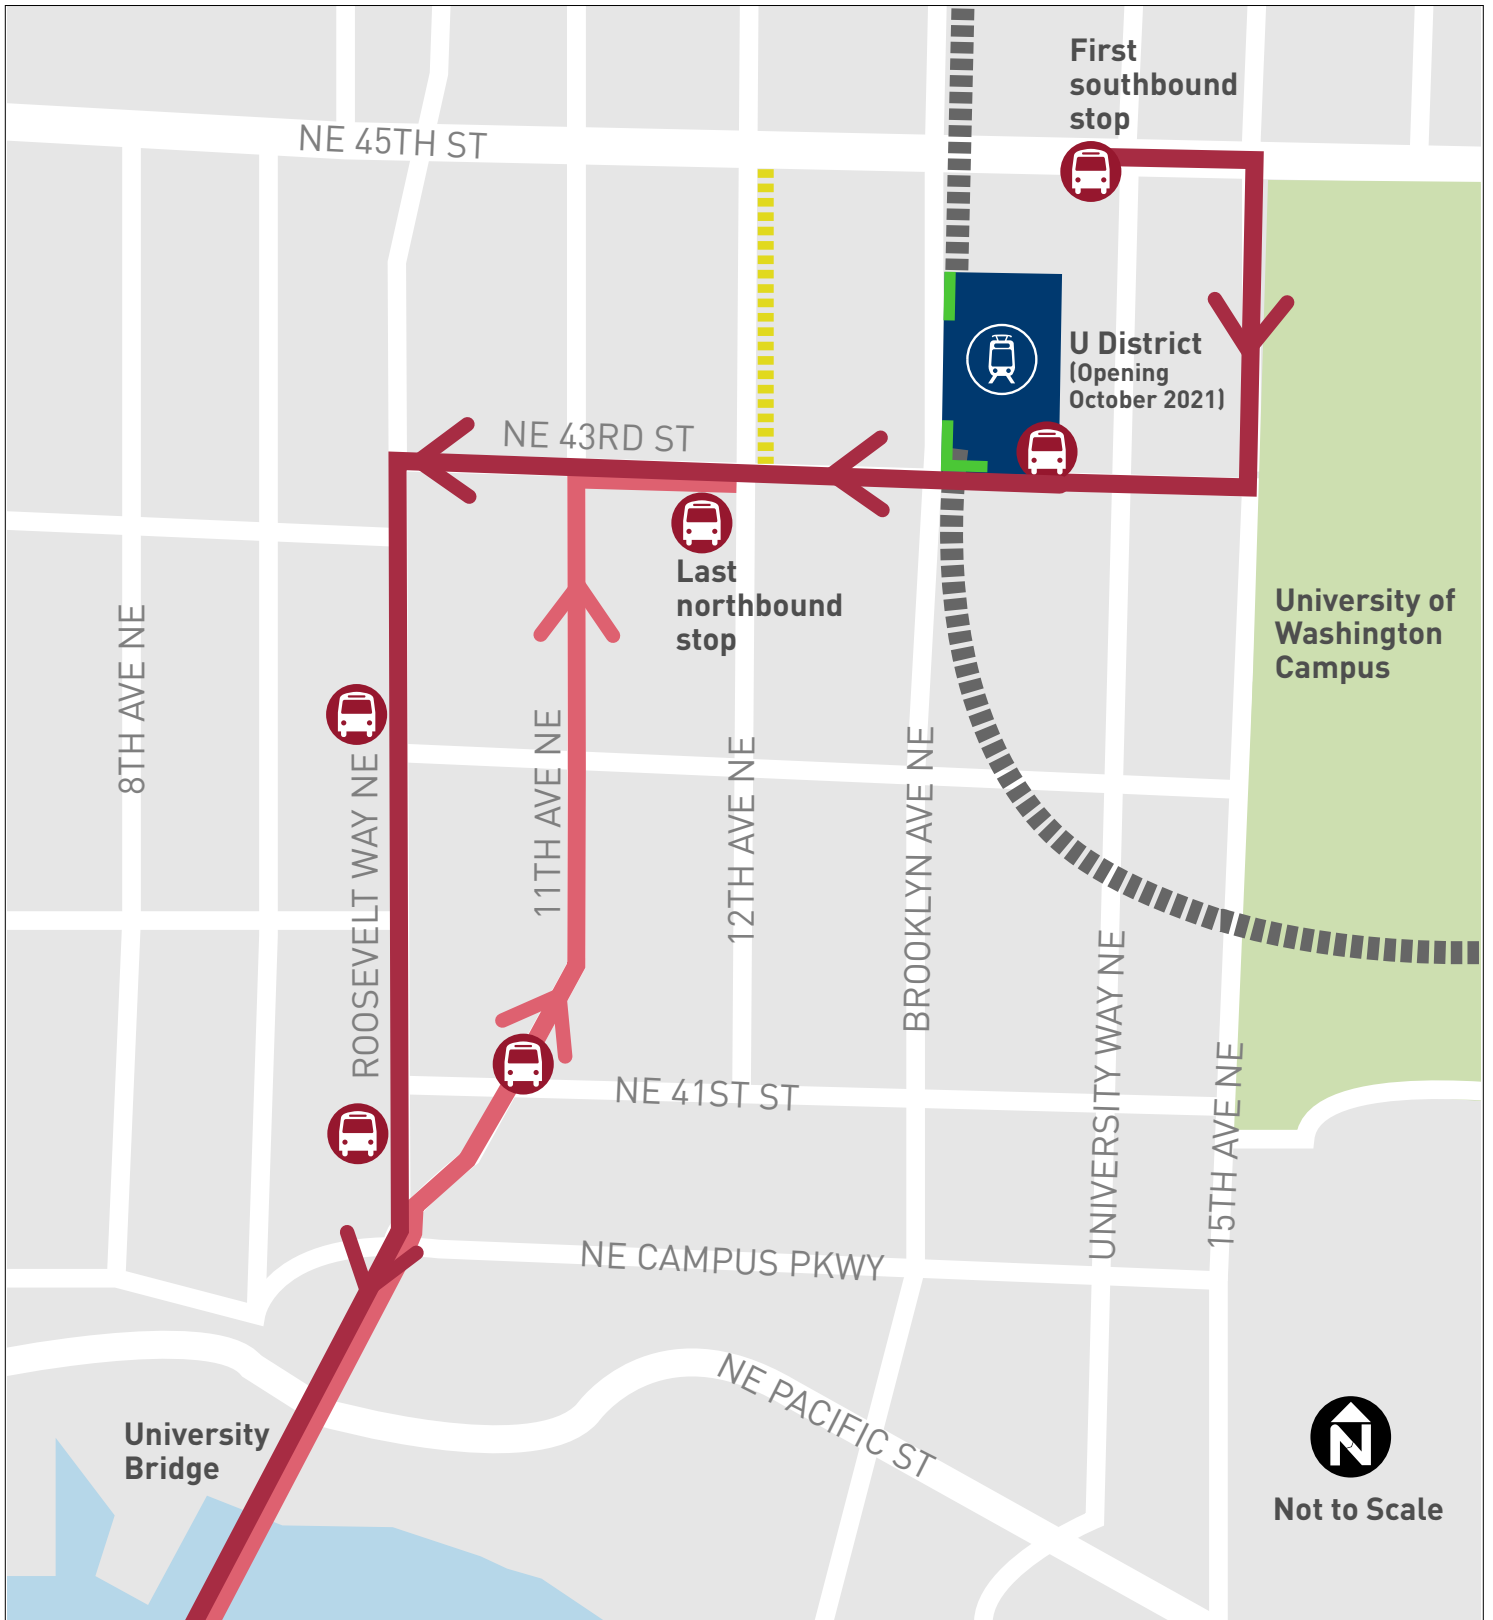 First
southbound
stop
NE 45TH ST
U District
(Opening
October 2021)
NE 43RD ST
Last
northbound
stop
University of
Washington
Campus
8TH AVE NE
ROOSEVELT WAY NE
11TH AVE NE
12TH AVE NE
BROOKLYN AVE NE
UNIVERSITY WAY NE
15TH AVE NE
NE 41ST ST
NE CAMPUS PKWY
NE PACIFIC ST
University
Bridge
N
Not to Scale